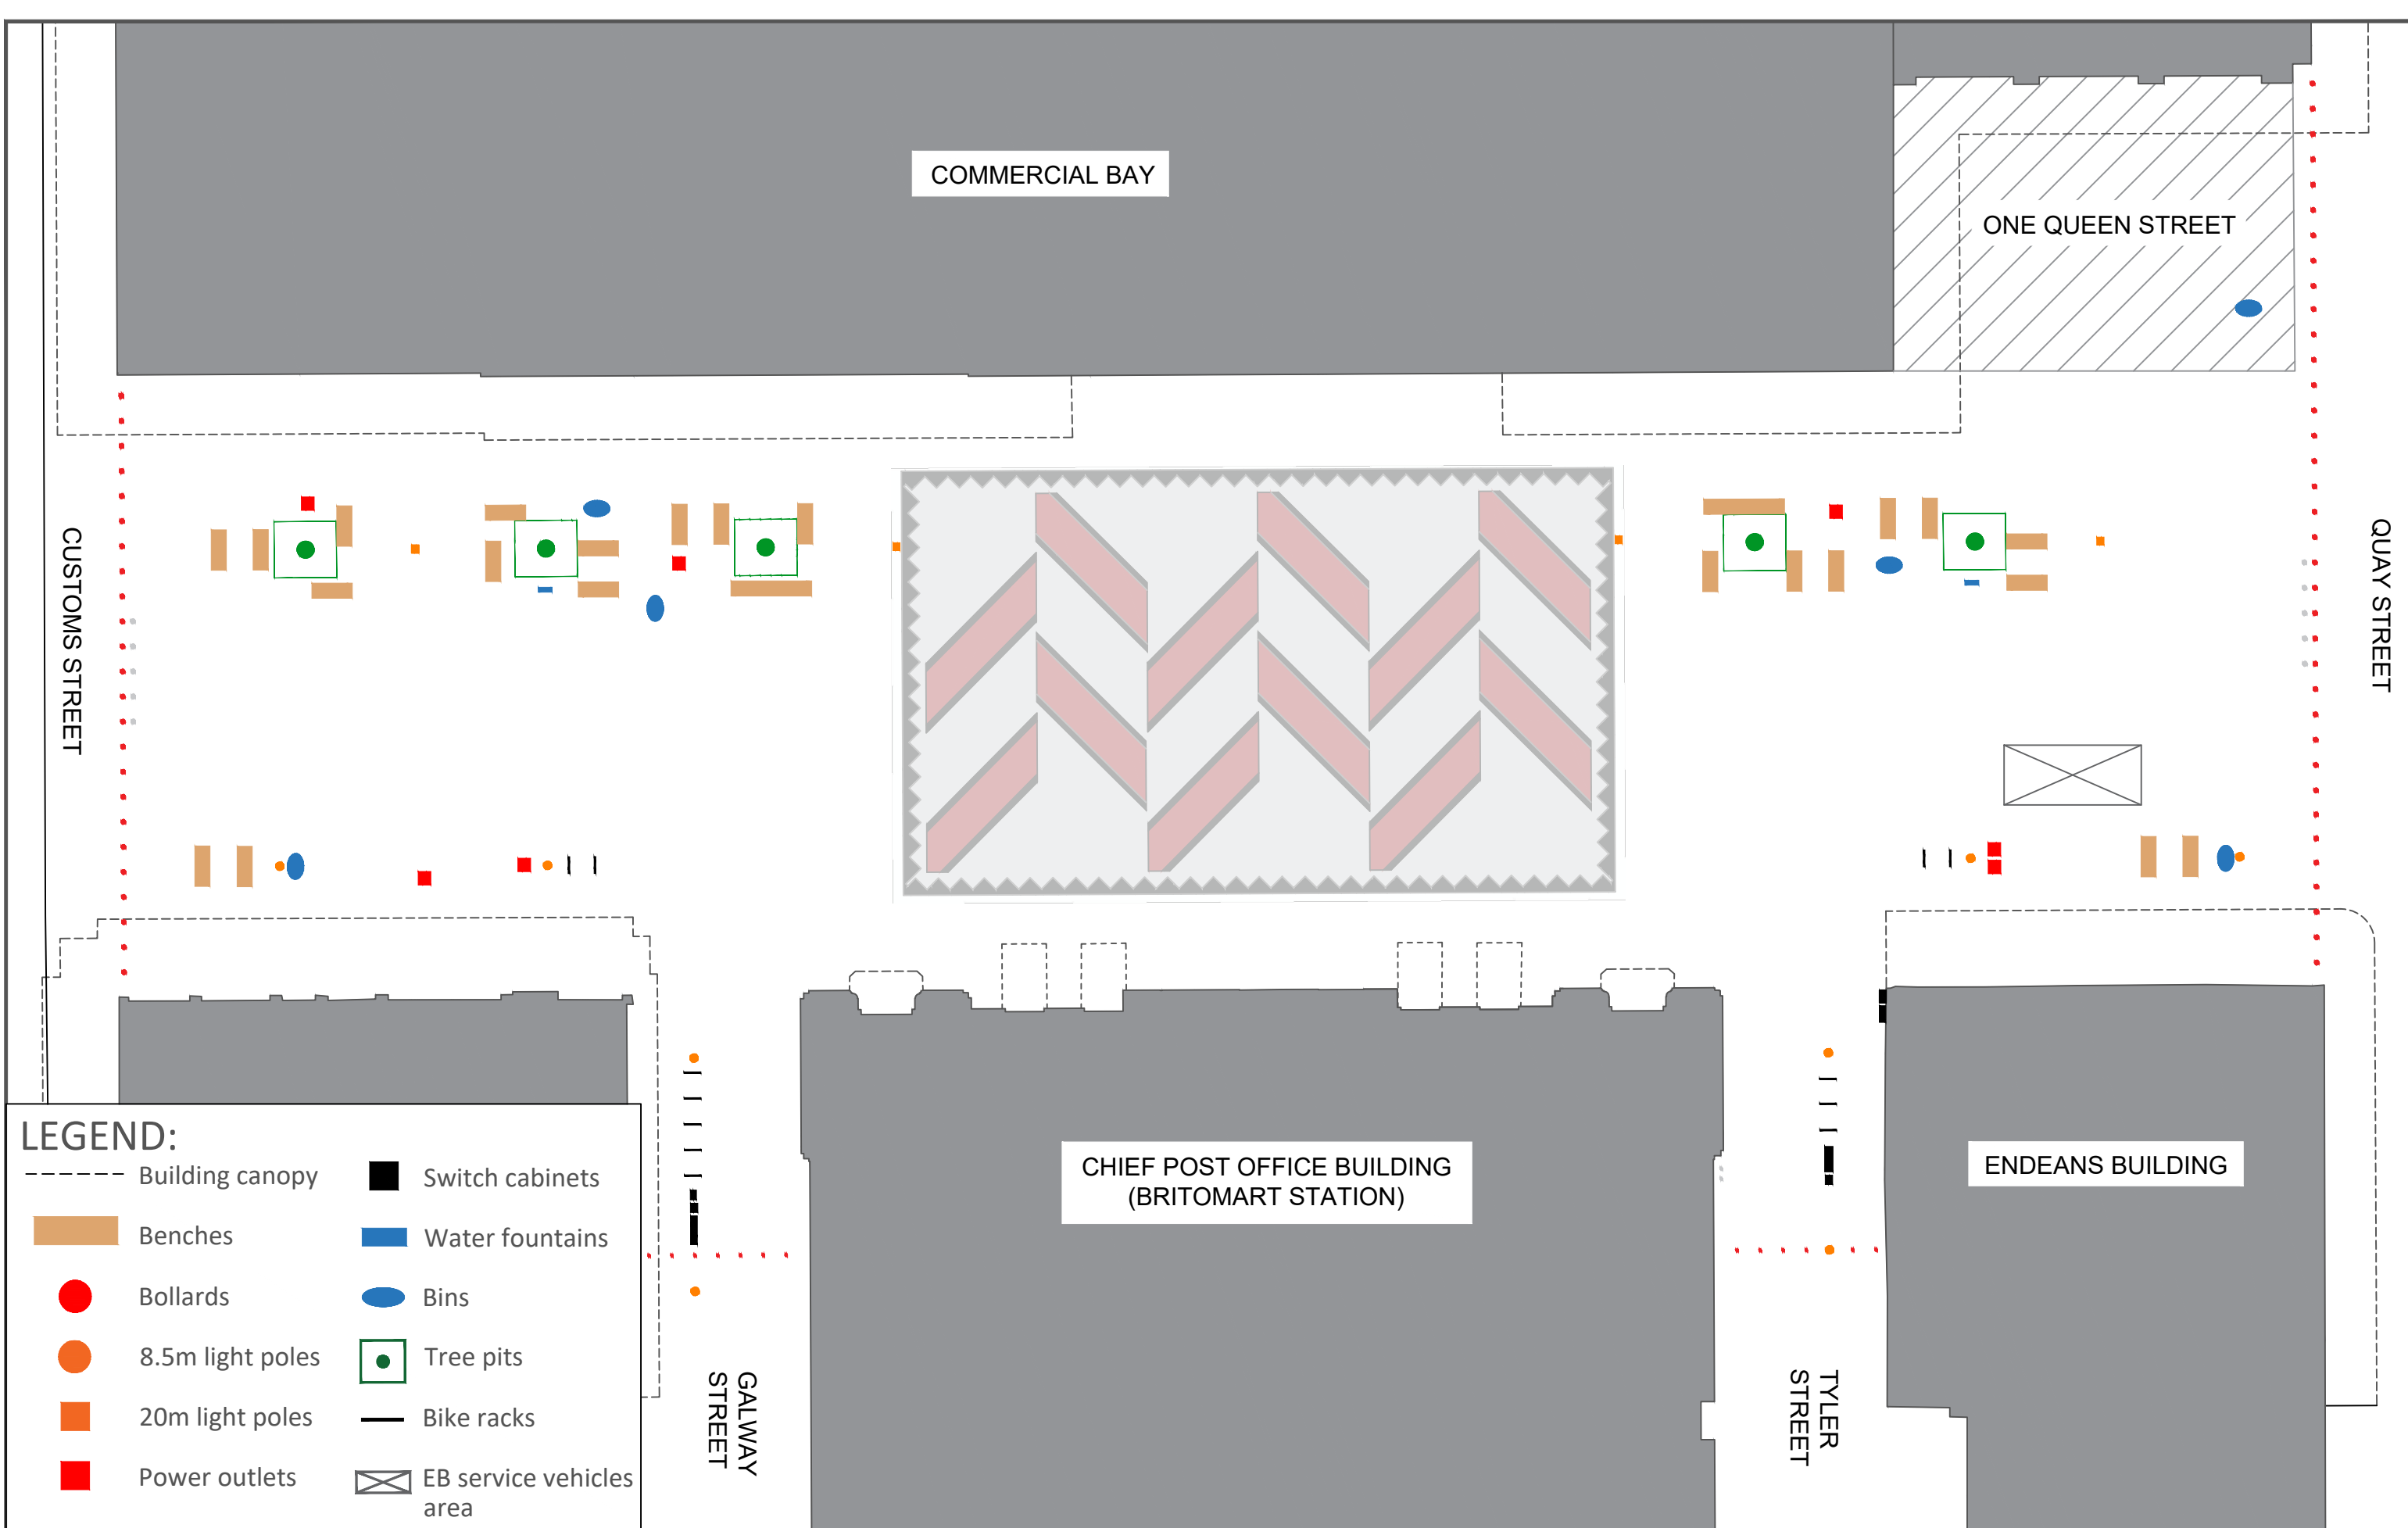 COMMERCIAL BAY
ONE QUEEN STREET
CUSTOMS STREET
QUAY STREET
CHIEF POST OFFICE BUILDING
(BRITOMART STATION)
ENDEANS BUILDING
GALWAY
STREET
TYLER
STREET
LEGEND:
Building canopy
Benches
Bollards
8.5m light poles
20m light poles
Power outlets
Switch cabinets
Water fountains
Bins
Tree pits
Bike racks
EB service vehicles
area